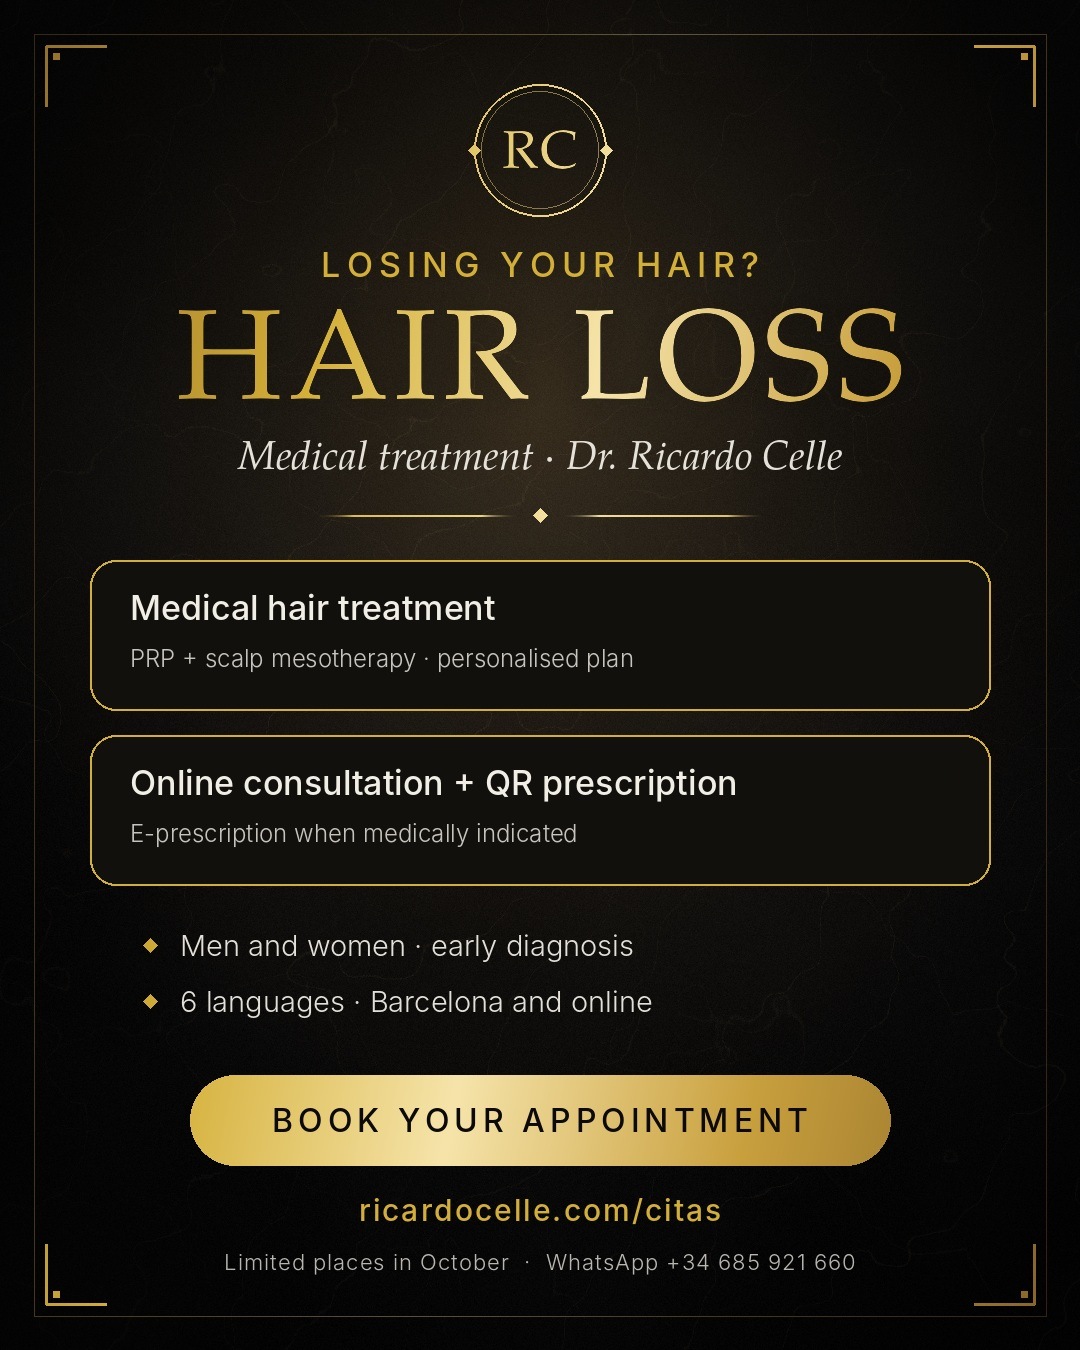 RC
LOSING YOUR HAIR?
HAIR LOSS
Medical treatment · Dr. Ricardo Celle
Medical hair treatment
PRP + scalp mesotherapy · personalised plan
Online consultation + QR prescription
E-prescription when medically indicated
Men and women · early diagnosis
6 languages · Barcelona and online
BOOK YOUR APPOINTMENT
ricardocelle.com/citas
Limited places in October · WhatsApp +34 685 921 660